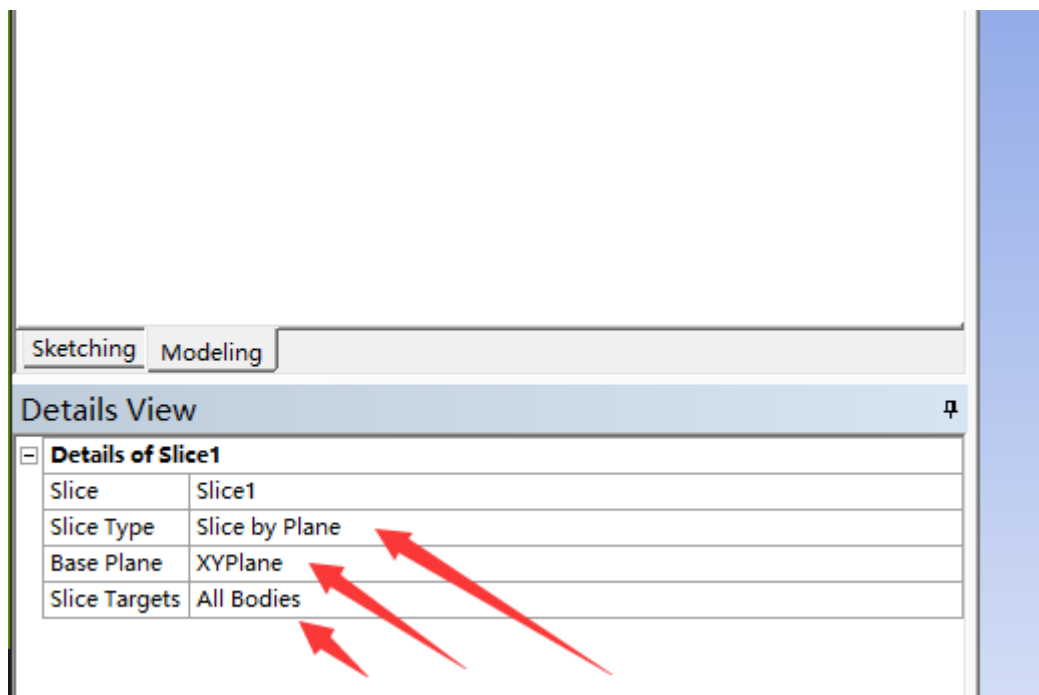 Sketching Modeling
Details View
Details of Slice1
Slice Slice1
Slice Type Slice by Plane
Base Plane XYPlane
Slice Targets All Bodies